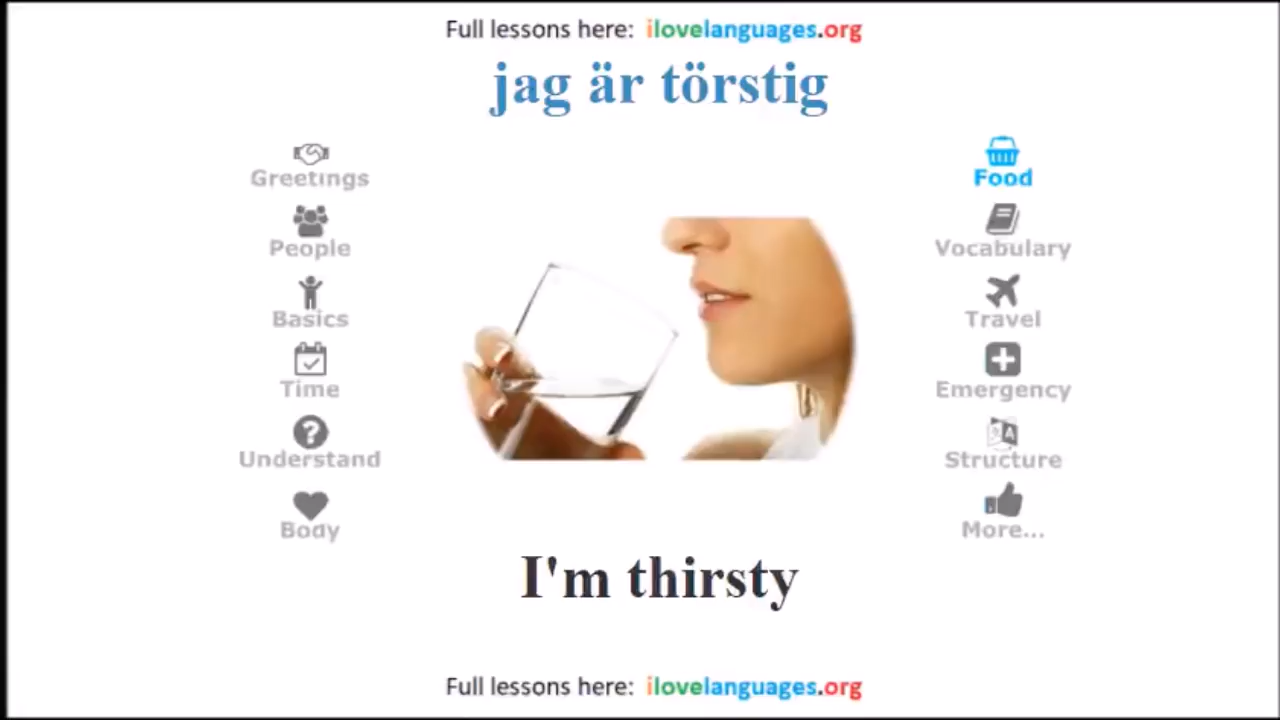 Full lessons here: ilovelanguages.org
jag är törstig
Greetings
People
Basics
Time
Understand
Body
Food
Vocabulary
Travel
Emergency
Structure
More...
I'm thirsty
Full lessons here: ilovelanguages.org